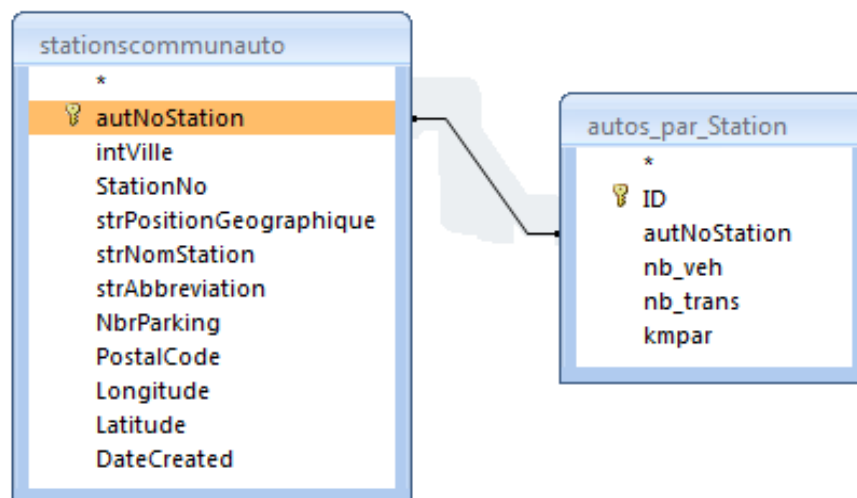 stationscommunauto
*
autNoStation
intVille
StationNo
strPositionGeographique
strNomStation
strAbbreviation
NbrParking
PostalCode
Longitude
Latitude
DateCreated
autos_par_Station
*
ID
autNoStation
nb_veh
nb_trans
kmpar